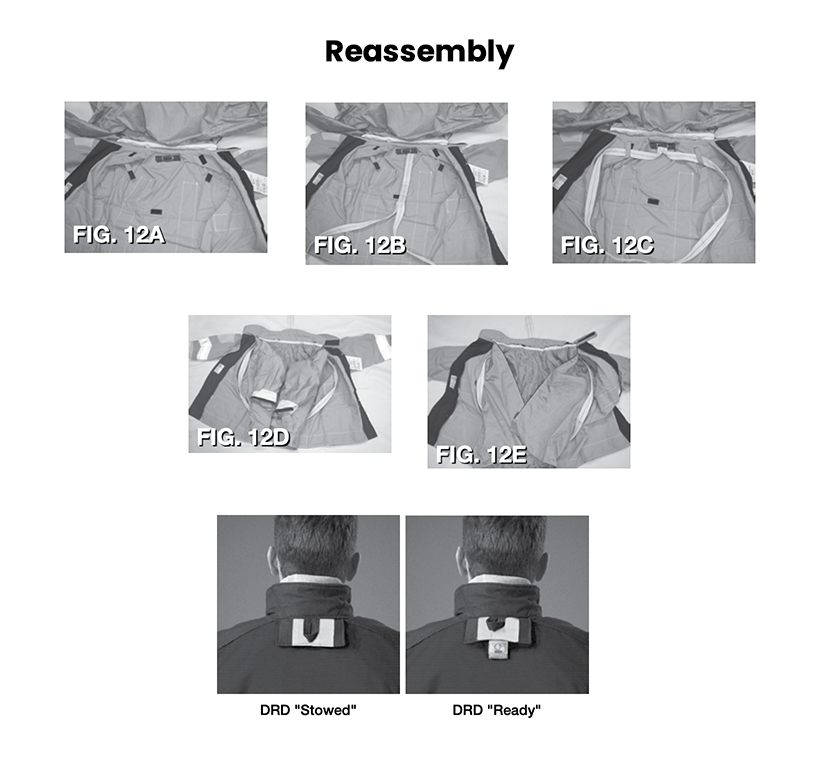 Reassembly
FIG. 12A
FIG. 12B
FIG. 12C
FIG. 12D
FIG. 12E
DRD "Stowed"
DRD "Ready"